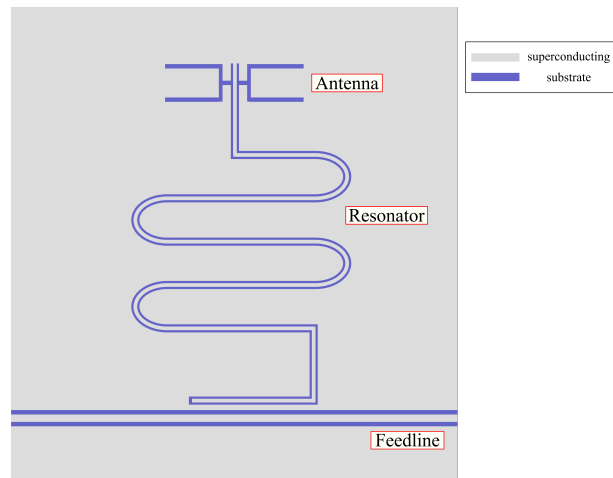 superconducting
substrate
Antenna
Resonator
Feedline